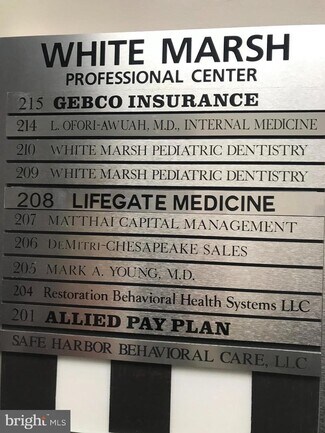 WHITE MARSH
PROFESSIONAL CENTER
215 GEBCO INSURANCE
214 L. OFORI-AWUAH, M.D., INTERNAL MEDICINE
210 WHITE MARSH PEDIATRIC DENTISTRY
209 WHITE MARSH PEDIATRIC DENTISTRY
208 LIFEGATE MEDICINE
207 MATTHAI CAPITAL MANAGEMENT
206 DEMITRI-CHESAPEAKE SALES
205 MARK A. YOUNG, M.D.
204 Restoration Behavioral Health Systems LLC
201 ALLIED PAY PLAN
SAFE HARBOR BEHAVIORAL CARE, LLC
bright MLS